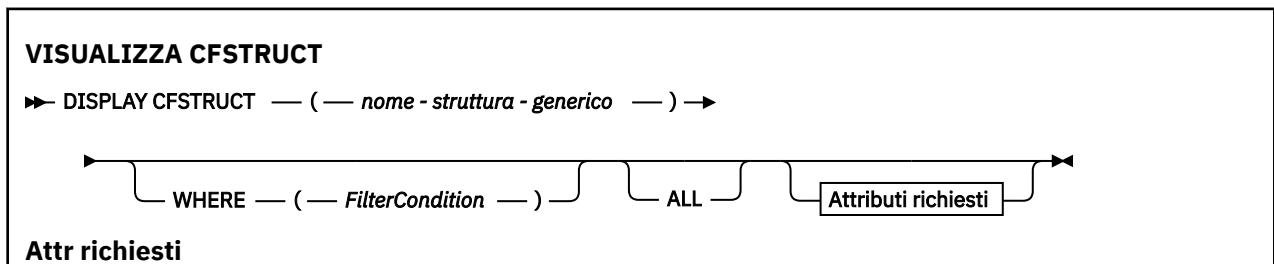 VISUALIZZA CFSTRUCT
DISPLAY CFSTRUCT ( nome - struttura - generico )
WHERE ( FilterCondition ) ALL Attributi richiesti
Attr richiesti